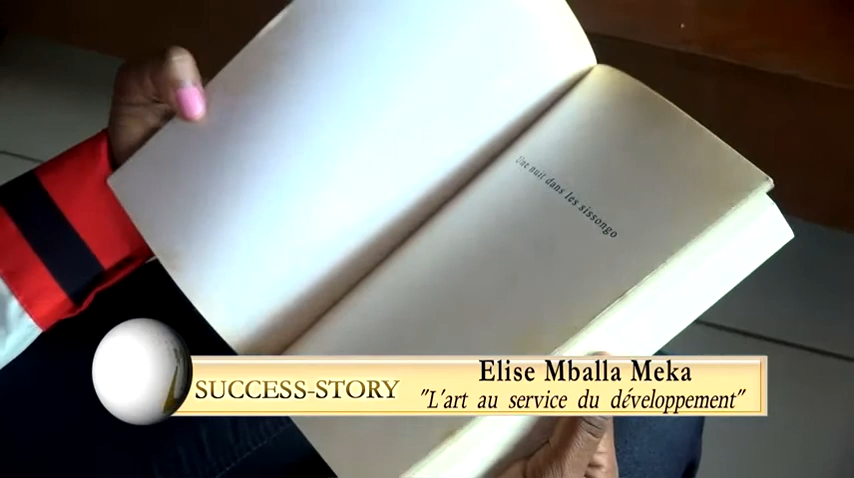 Une nuit dans les sissongo
SUCCESS-STORY
Elise Mballa Meka
"L'art au service du développement"